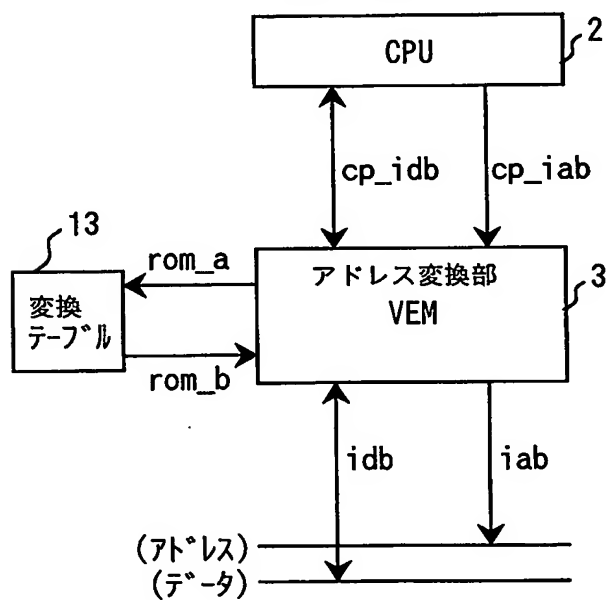 2
CPU
cp_idb
cp_iab
13
rom_a
アドレス変換部
VEM
3
変換
テーブル
rom_b
idb
iab
(アドレス)
(データ)